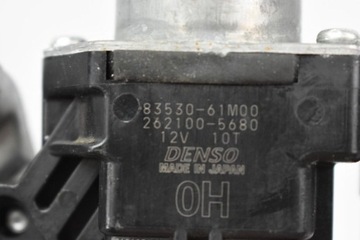 83530-61M00
262100-5680
12V 10T
DENSO
MADE IN JAPAN
0H